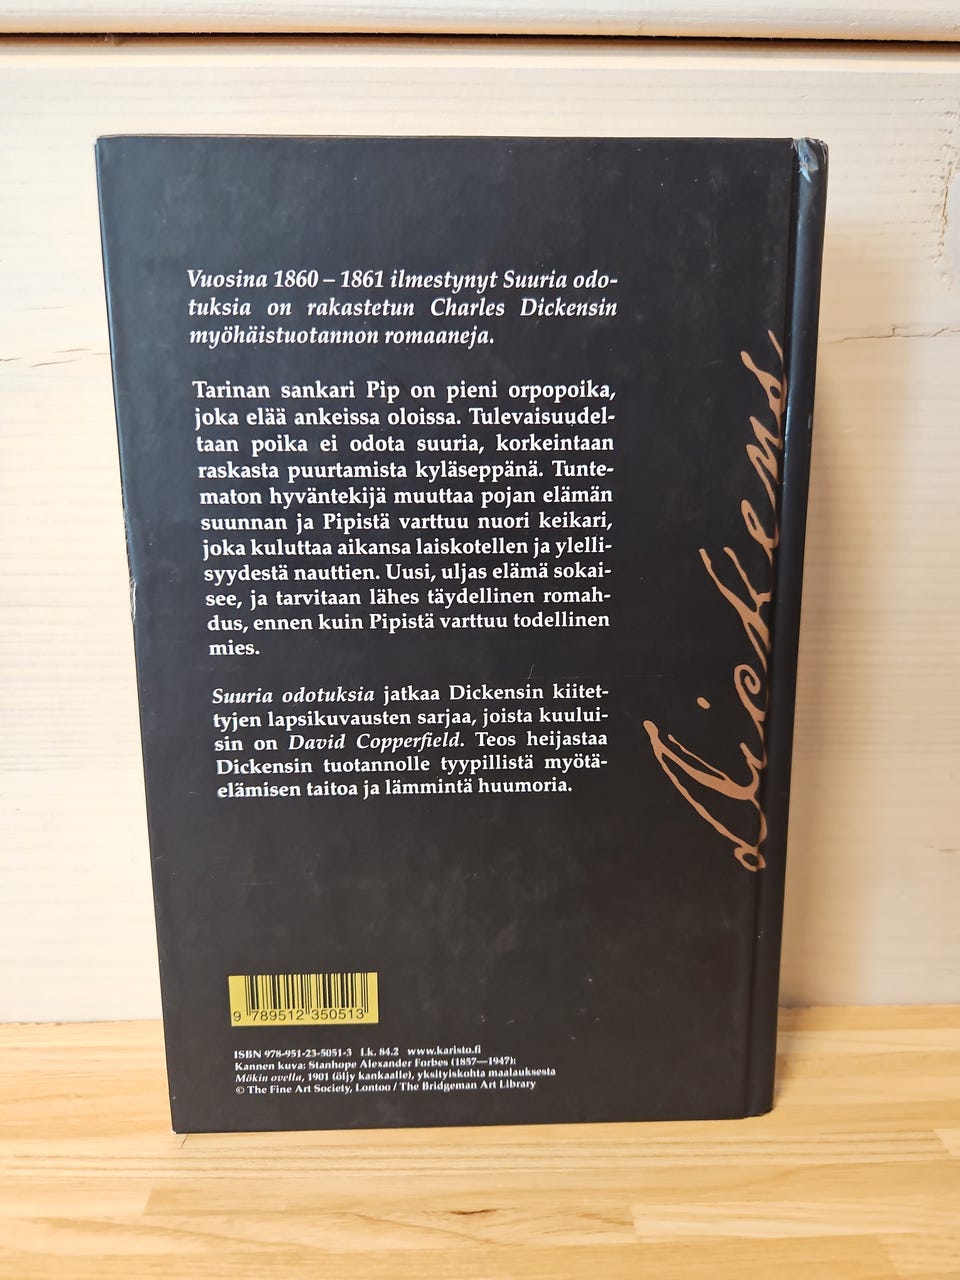 Vuosina 1860 – 1861 ilmestynyt Suuria odo-
tuksia on rakastetun Charles Dickensin
myöhäistuotannon romaaneja.
Tarinan sankari Pip on pieni orpopoika,
joka elää ankeissa oloissa. Tulevaisuudel-
taan poika ei odota suuria, korkeintaan
raskasta puurtamista kyläseppänä. Tunte-
maton hyväntekijä muuttaa pojan elämän
suunnan ja Pipistä varttuu nuori keikari,
joka kuluttaa aikansa laiskotellen ja ylelli-
syydestä nauttien. Uusi, uljas elämä sokai-
see, ja tarvitaan lähes täydellinen romah-
dus, ennen kuin Pipistä varttuu todellinen
mies.
Suuria odotuksia jatkaa Dickensin kiitet-
tyjen lapsikuvausten sarjaa, joista kuului-
sin on David Copperfield. Teos heijastaa
Dickensin tuotannolle tyypillistä myötä-
elämisen taitoa ja lämmintä huumoria.
Dickens
9 789512 350513
ISBN 978-951-23-5051-3 Lk. 84.2 www.karisto.fi
Kannen kuva: Stanhope Alexander Forbes (1857—1947):
Mökin ovella, 1901 (öljy kankaalle), yksityiskohta maalauksesta
© The Fine Art Society, Lontoo / The Bridgeman Art Library